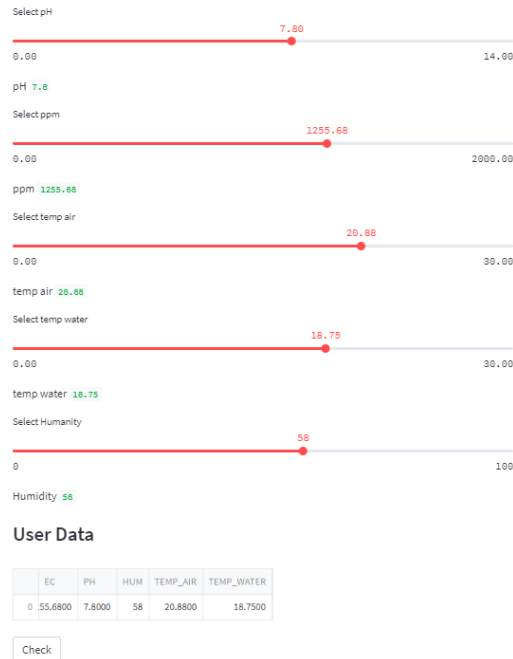 Select pH
7.80
0.00 14.00
pH 7.8
Select ppm
1255.68
0.00 2000.00
ppm 1255.68
Select temp air
20.88
0.00 30.00
temp air 20.88
Select temp water
18.75
0.00 30.00
temp water 18.75
Select Humanity
58
0 100
Humidity 58
User Data
EC PH HUM TEMP_AIR TEMP_WATER
0 55.6800 7.8000 58 20.8800 18.7500
Check